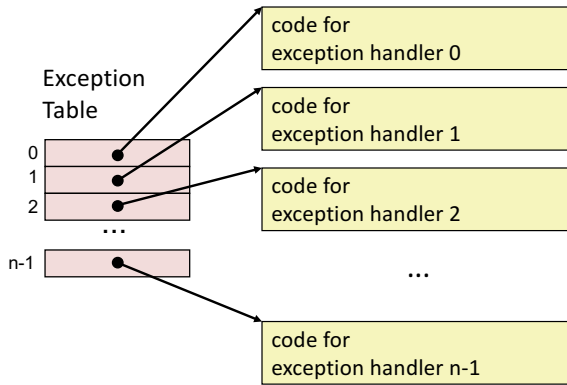 code for
exception handler 0
Exception
Table
code for
exception handler 1
0
1
2
code for
exception handler 2
...
n-1
...
code for
exception handler n-1